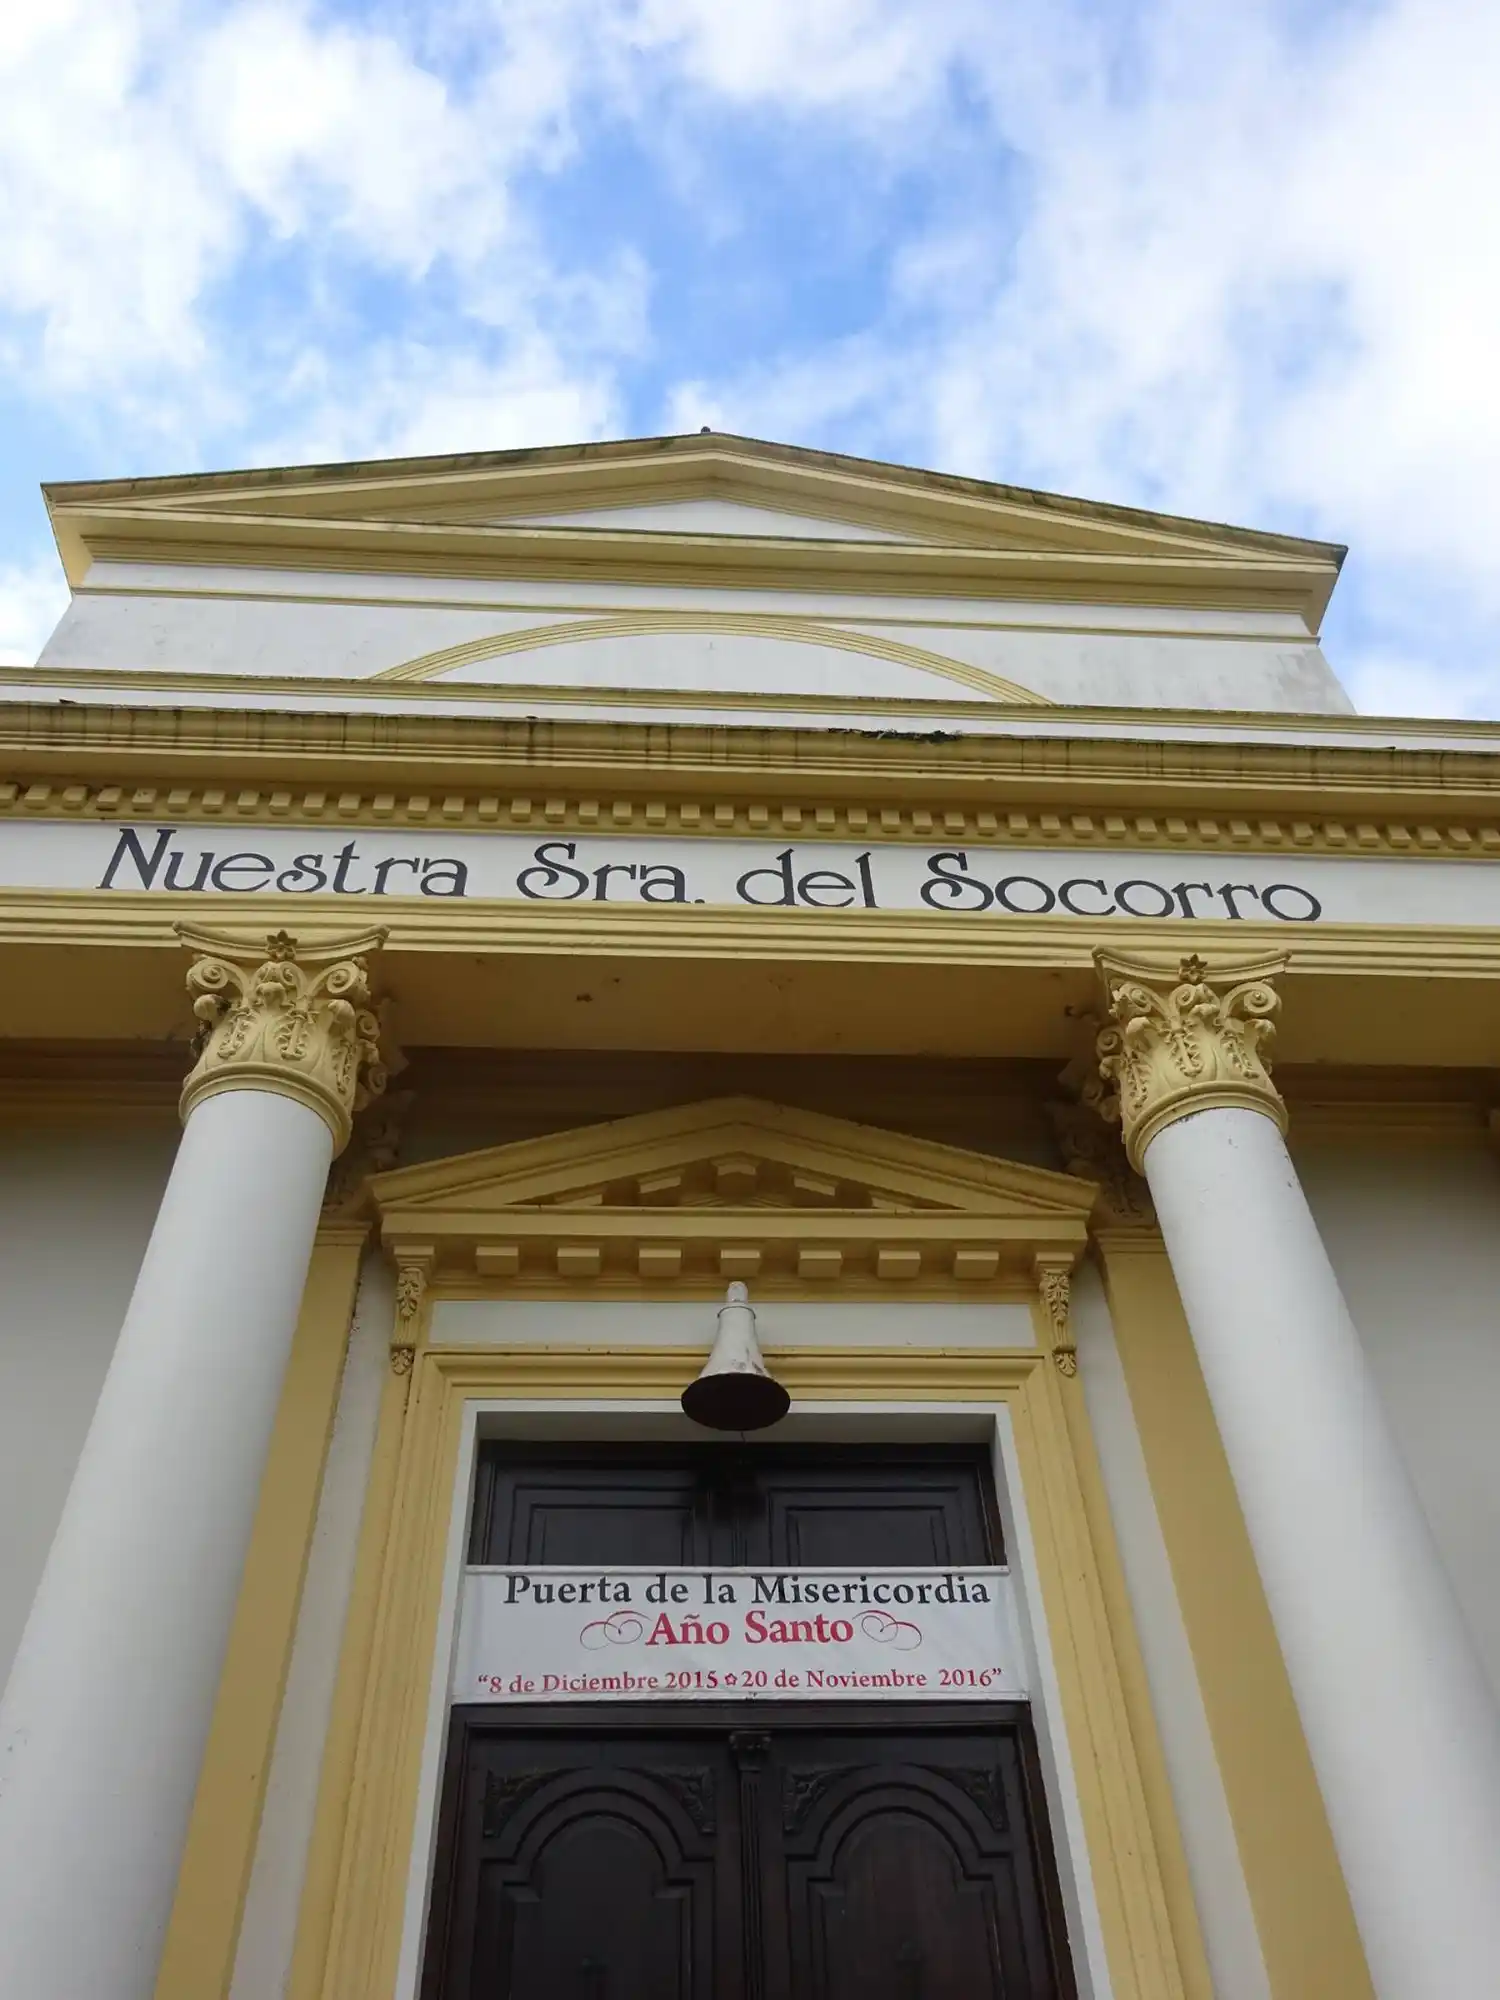 Nuestra Sra. del Socorro
Puerta de la Misericordia
Año Santo
“8 de Diciembre 2015 ✩ 20 de Noviembre 2016”